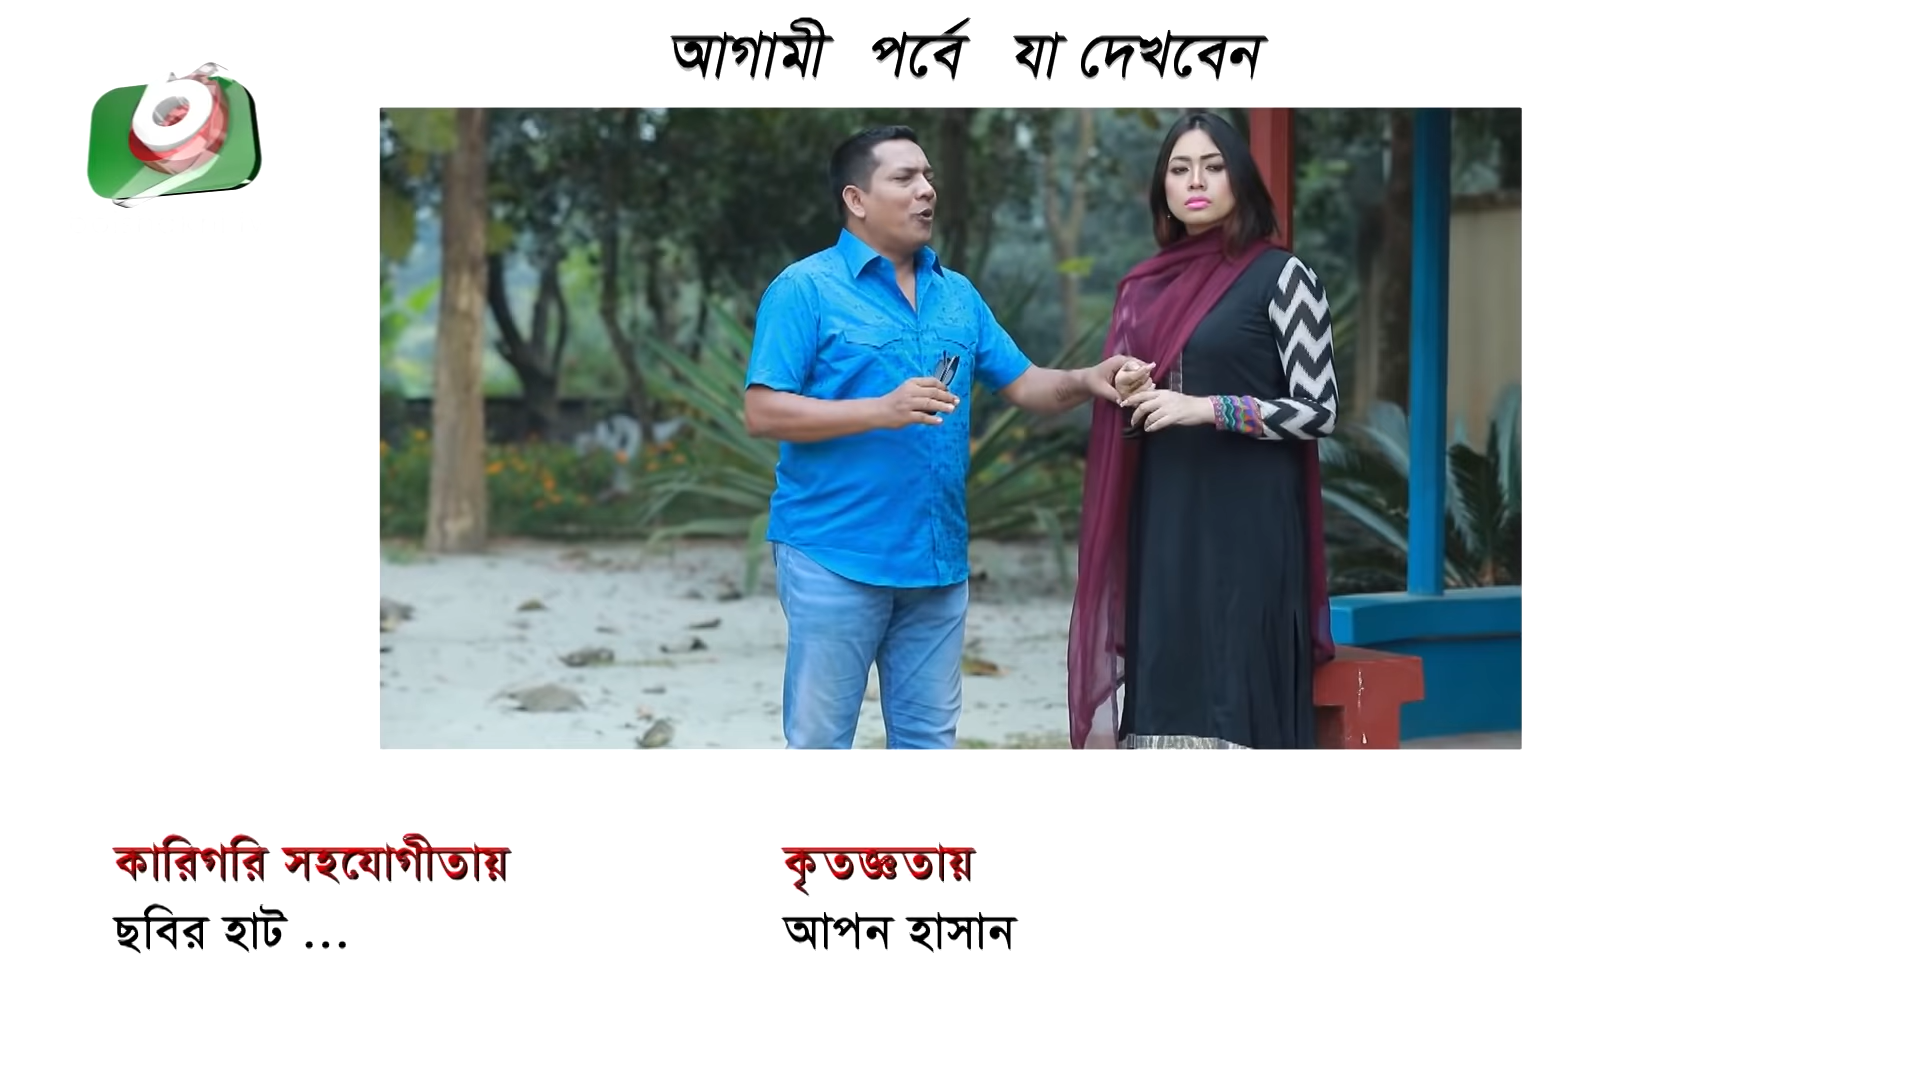 আগামী পর্বে যা দেখবেন
কারিগরি সহযোগীতায়
ছবির হাট ...
কৃতজ্ঞতায়
আপন হাসান